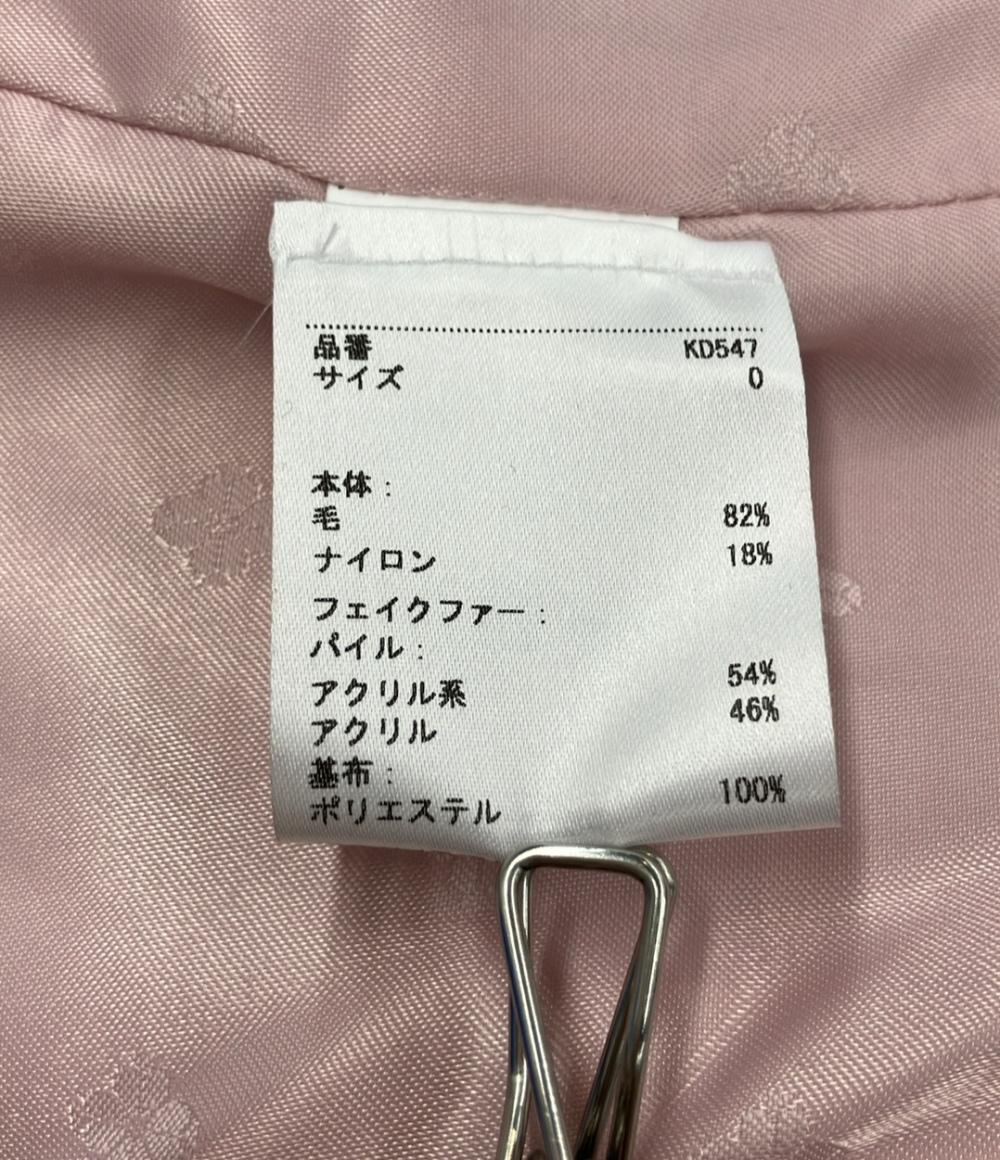 品番 KD547
サイズ 0
本体:
毛 82%
ナイロン 18%
フェイクファー:
パイル:
アクリル系 54%
アクリル 46%
基布:
ポリエステル 100%